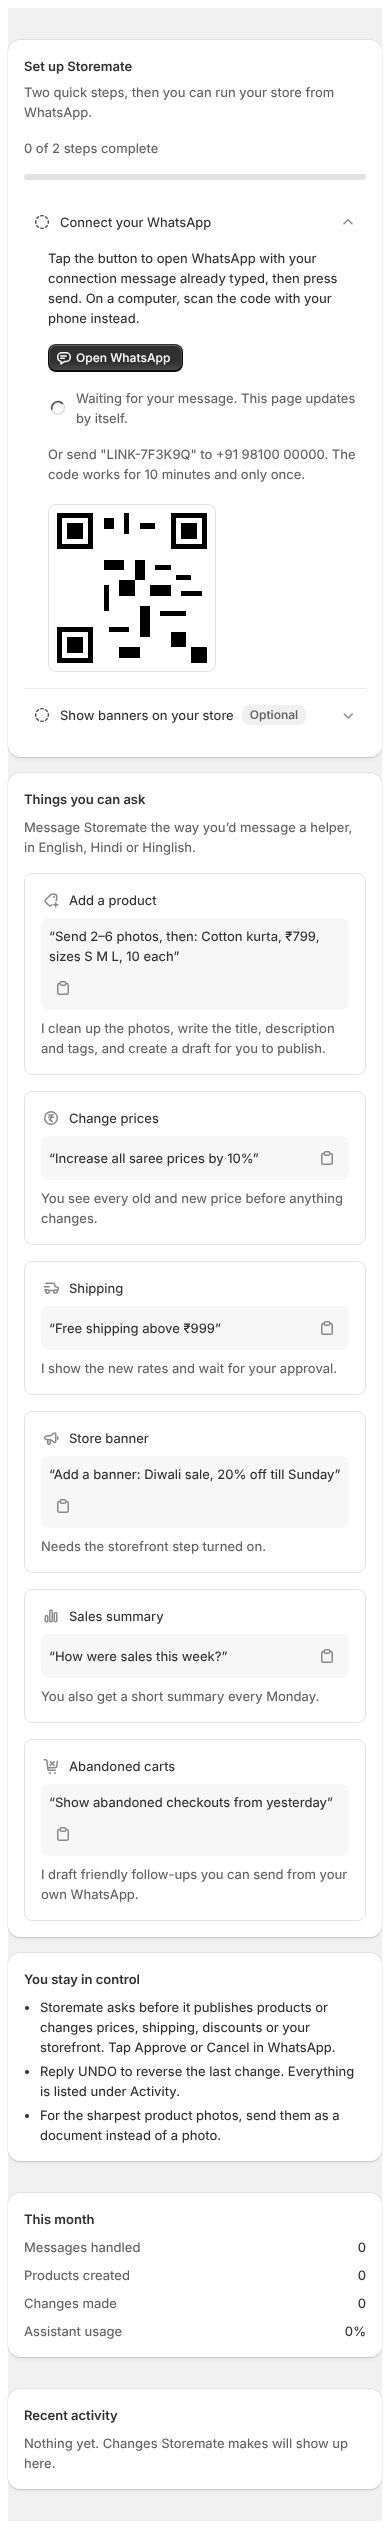 Set up Storemate
Two quick steps, then you can run your store from
WhatsApp.
0 of 2 steps complete
Connect your WhatsApp
Tap the button to open WhatsApp with your
connection message already typed, then press
send. On a computer, scan the code with your
phone instead.
Open WhatsApp
Waiting for your message. This page updates
by itself.
Or send "LINK-7F3K9Q" to +91 98100 00000. The
code works for 10 minutes and only once.
Show banners on your store Optional
Things you can ask
Message Storemate the way you’d message a helper,
in English, Hindi or Hinglish.
Add a product
“Send 2–6 photos, then: Cotton kurta, ₹799,
sizes S M L, 10 each”
I clean up the photos, write the title, description
and tags, and create a draft for you to publish.
Change prices
“Increase all saree prices by 10%”
You see every old and new price before anything
changes.
Shipping
“Free shipping above ₹999”
I show the new rates and wait for your approval.
Store banner
“Add a banner: Diwali sale, 20% off till Sunday”
Needs the storefront step turned on.
Sales summary
“How were sales this week?”
You also get a short summary every Monday.
Abandoned carts
“Show abandoned checkouts from yesterday”
I draft friendly follow-ups you can send from your
own WhatsApp.
You stay in control
• Storemate asks before it publishes products or
changes prices, shipping, discounts or your
storefront. Tap Approve or Cancel in WhatsApp.
• Reply UNDO to reverse the last change. Everything
is listed under Activity.
• For the sharpest product photos, send them as a
document instead of a photo.
This month
Messages handled 0
Products created 0
Changes made 0
Assistant usage 0%
Recent activity
Nothing yet. Changes Storemate makes will show up
here.